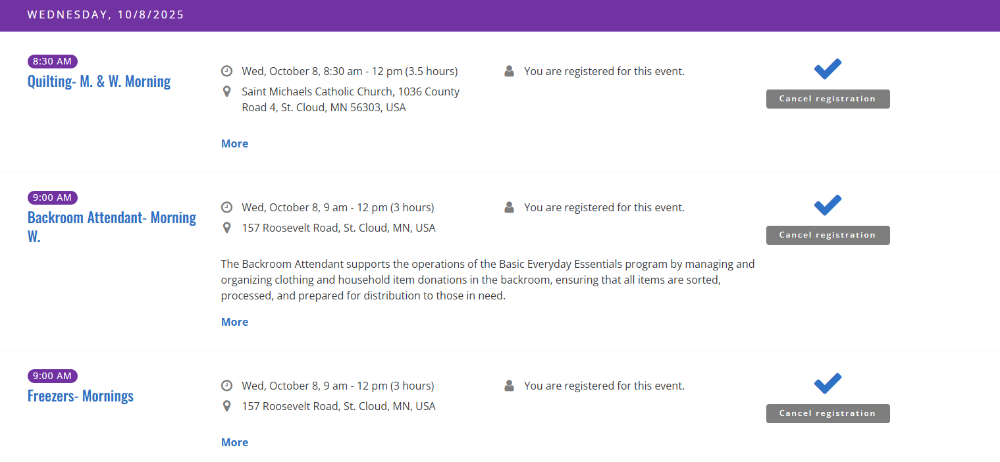 WEDNESDAY, 10/8/2025
8:30 AM
Quilting- M. & W. Morning
Wed, October 8, 8:30 am - 12 pm (3.5 hours)
Saint Michaels Catholic Church, 1036 County
Road 4, St. Cloud, MN 56303, USA
More
You are registered for this event.
Cancel registration
9:00 AM
Backroom Attendant- Morning
W.
Wed, October 8, 9 am - 12 pm (3 hours)
157 Roosevelt Road, St. Cloud, MN, USA
You are registered for this event.
Cancel registration
The Backroom Attendant supports the operations of the Basic Everyday Essentials program by managing and
organizing clothing and household item donations in the backroom, ensuring that all items are sorted,
processed, and prepared for distribution to those in need.
More
9:00 AM
Freezers- Mornings
Wed, October 8, 9 am - 12 pm (3 hours)
157 Roosevelt Road, St. Cloud, MN, USA
You are registered for this event.
Cancel registration
More